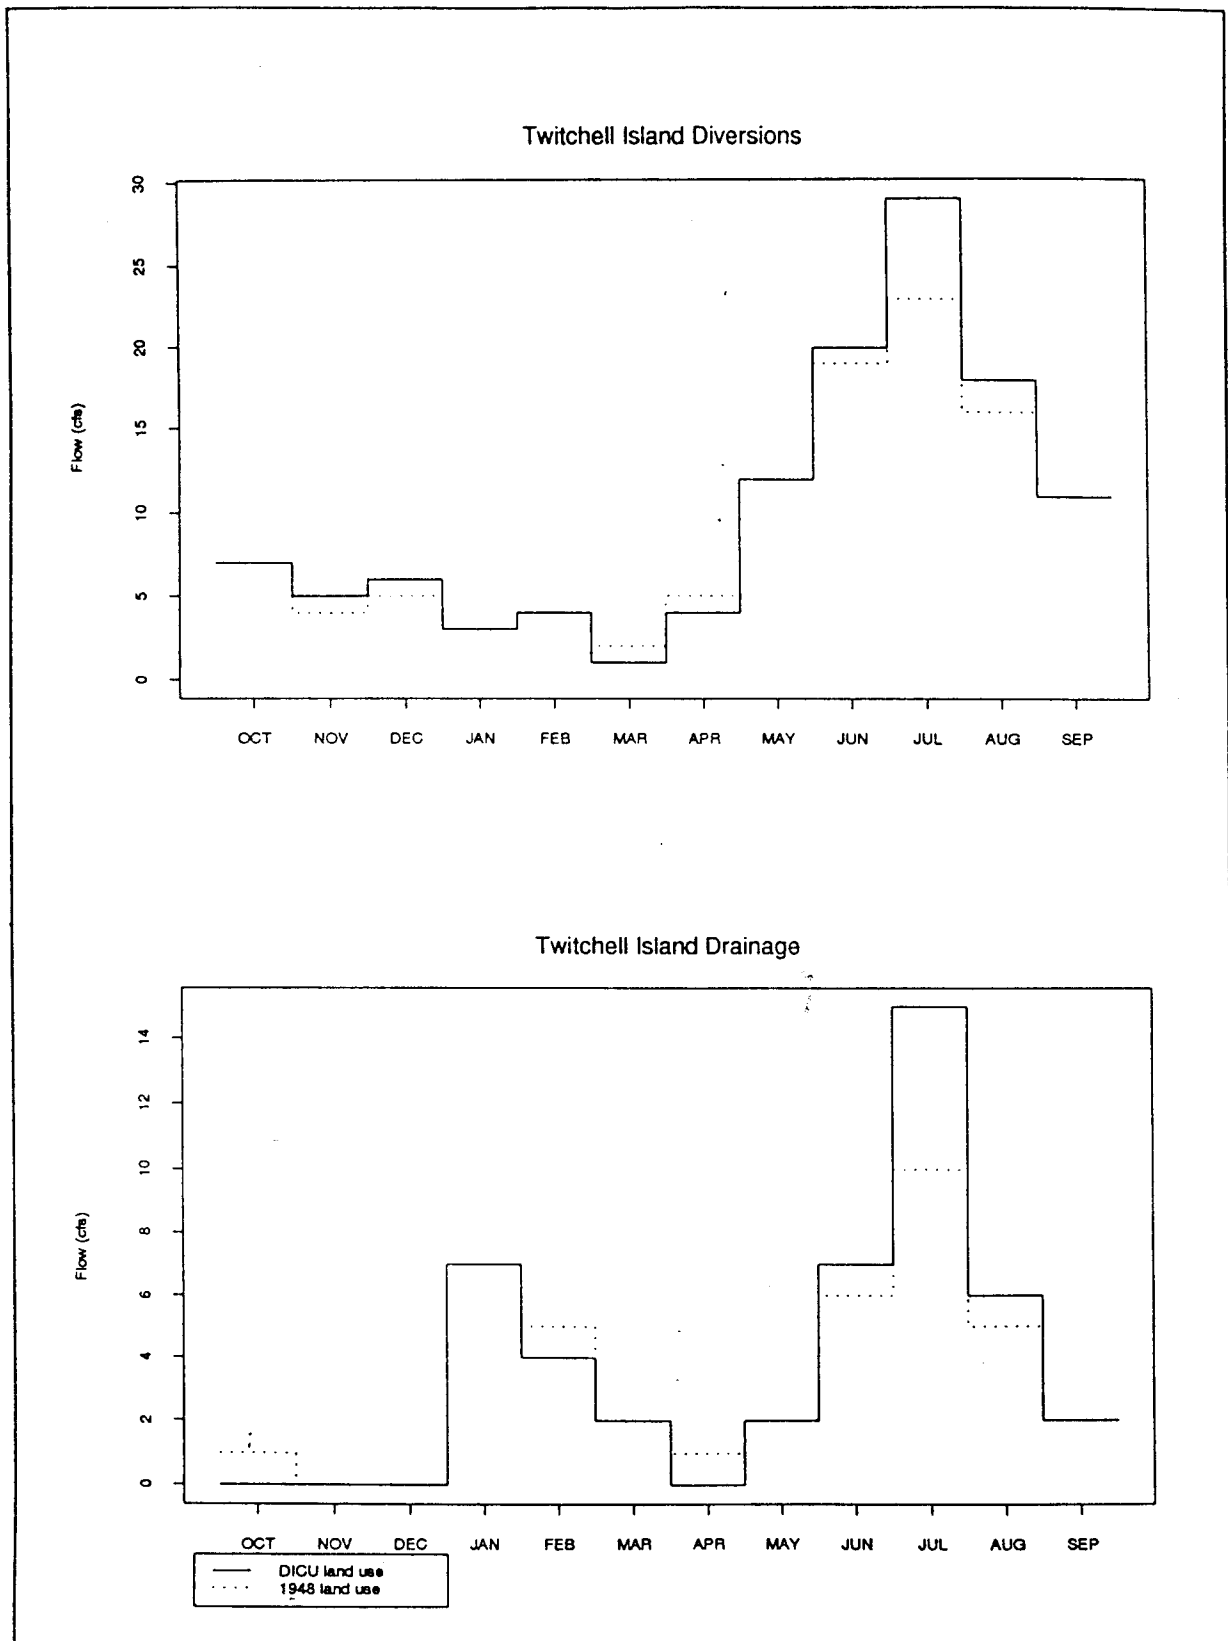 Twitchell Island Diversions
30
25
20
15
10
5
0
Flow (cfs)
OCT NOV DEC JAN FEB MAR APR MAY JUN JUL AUG SEP
Twitchell Island Drainage
14
12
10
8
6
4
2
0
Flow (cfs)
OCT NOV DEC JAN FEB MAR APR MAY JUN JUL AUG SEP
DICU land use
1948 land use